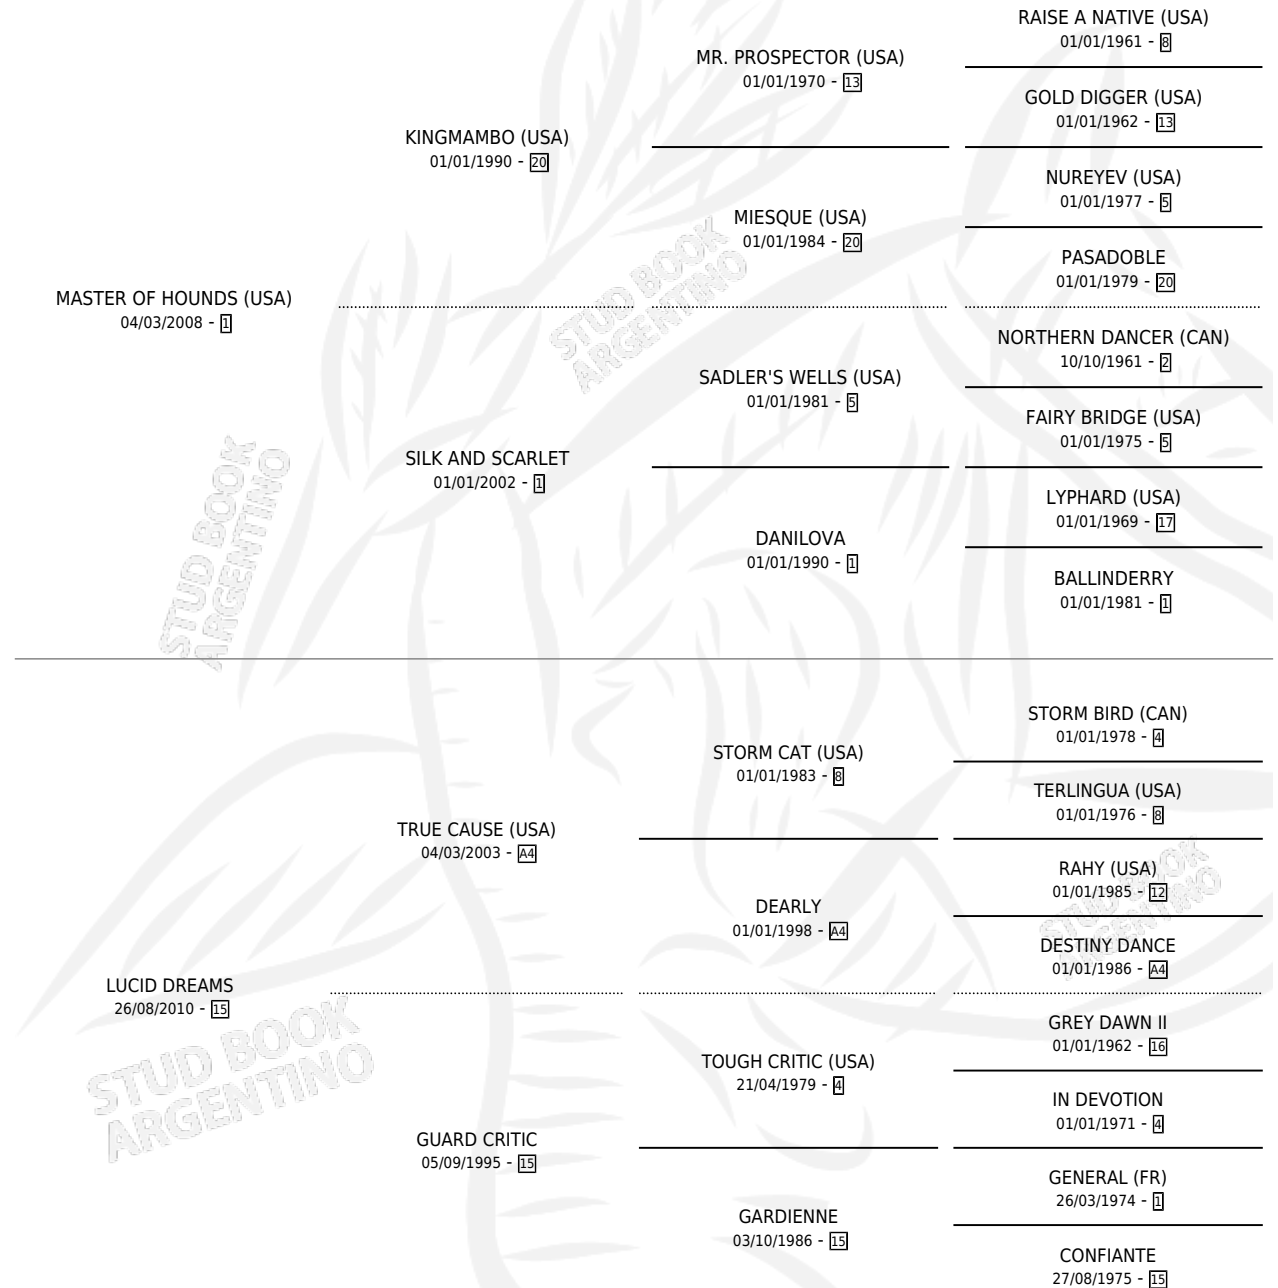 RAISE A NATIVE (USA)
01/01/1961 - 8
MR. PROSPECTOR (USA)
01/01/1970 - 13
GOLD DIGGER (USA)
01/01/1962 - 13
KINGMAMBO (USA)
01/01/1990 - 20
NUREYEV (USA)
01/01/1977 - 5
MIESQUE (USA)
01/01/1984 - 20
PASADOBLE
01/01/1979 - 20
MASTER OF HOUNDS (USA)
04/03/2008 - 1
NORTHERN DANCER (CAN)
10/10/1961 - 2
SADLER'S WELLS (USA)
01/01/1981 - 5
FAIRY BRIDGE (USA)
01/01/1975 - 5
SILK AND SCARLET
01/01/2002 - 1
LYPHARD (USA)
01/01/1969 - 17
DANILOVA
01/01/1990 - 1
BALLINDERRY
01/01/1981 - 1
STORM BIRD (CAN)
01/01/1978 - 4
STORM CAT (USA)
01/01/1983 - 8
TERLINGUA (USA)
01/01/1976 - 8
TRUE CAUSE (USA)
04/03/2003 - A4
RAHY (USA)
01/01/1985 - 12
DEARLY
01/01/1998 - A4
DESTINY DANCE
01/01/1986 - A4
LUCID DREAMS
26/08/2010 - 15
GREY DAWN II
01/01/1962 - 16
TOUGH CRITIC (USA)
21/04/1979 - 4
IN DEVOTION
01/01/1971 - 4
GUARD CRITIC
05/09/1995 - 15
GENERAL (FR)
26/03/1974 - 1
GARDIENNE
03/10/1986 - 15
CONFIANTE
27/08/1975 - 15
STUD BOOK
ARGENTINO
STUD BOOK
ARGENTINO
STUD BOOK
ARGENTINO
STUD BOOK
ARGENTINO